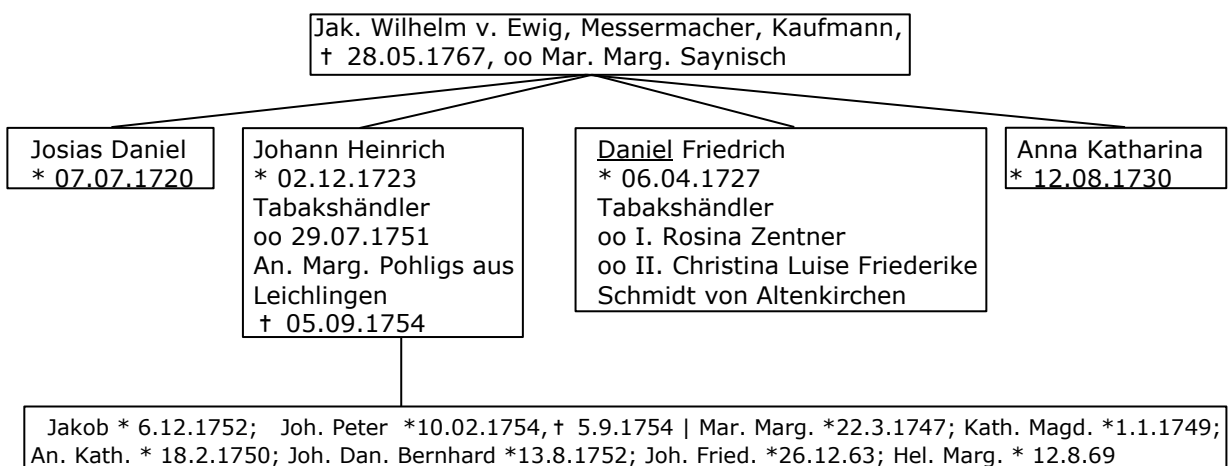 Jak. Wilhelm v. Ewig, Messermacher, Kaufmann,
† 28.05.1767, oo Mar. Marg. Saynisch
Josias Daniel
* 07.07.1720
Johann Heinrich
* 02.12.1723
Tabakshändler
oo 29.07.1751
An. Marg. Pohligs aus
Leichlingen
† 05.09.1754
Daniel Friedrich
* 06.04.1727
Tabakshändler
oo I. Rosina Zentner
oo II. Christina Luise Friederike
Schmidt von Altenkirchen
Anna Katharina
* 12.08.1730
Jakob * 6.12.1752; Joh. Peter *10.02.1754,† 5.9.1754 | Mar. Marg. *22.3.1747; Kath. Magd. *1.1.1749;
An. Kath. * 18.2.1750; Joh. Dan. Bernhard *13.8.1752; Joh. Fried. *26.12.63; Hel. Marg. * 12.8.69